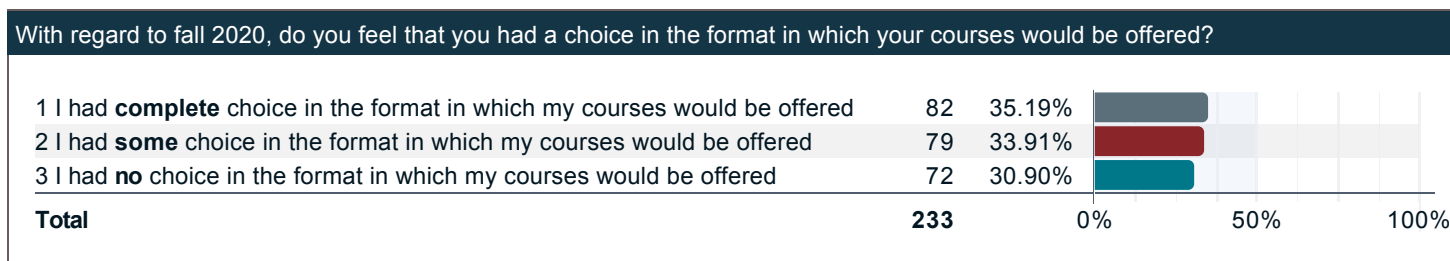 With regard to fall 2020, do you feel that you had a choice in the format in which your courses would be offered?
1 I had complete choice in the format in which my courses would be offered 82 35.19%
2 I had some choice in the format in which my courses would be offered 79 33.91%
3 I had no choice in the format in which my courses would be offered 72 30.90%
Total 233 0% 50% 100%